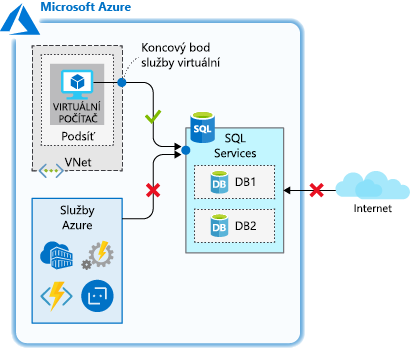 Microsoft Azure
Koncový bod
služby virtuální
VIRTUÁLNÍ
POČÍTAČ
Podsíť
VNet
SQL
SQL
Services
DB
DB1
DB
DB2
Služby
Azure
Internet